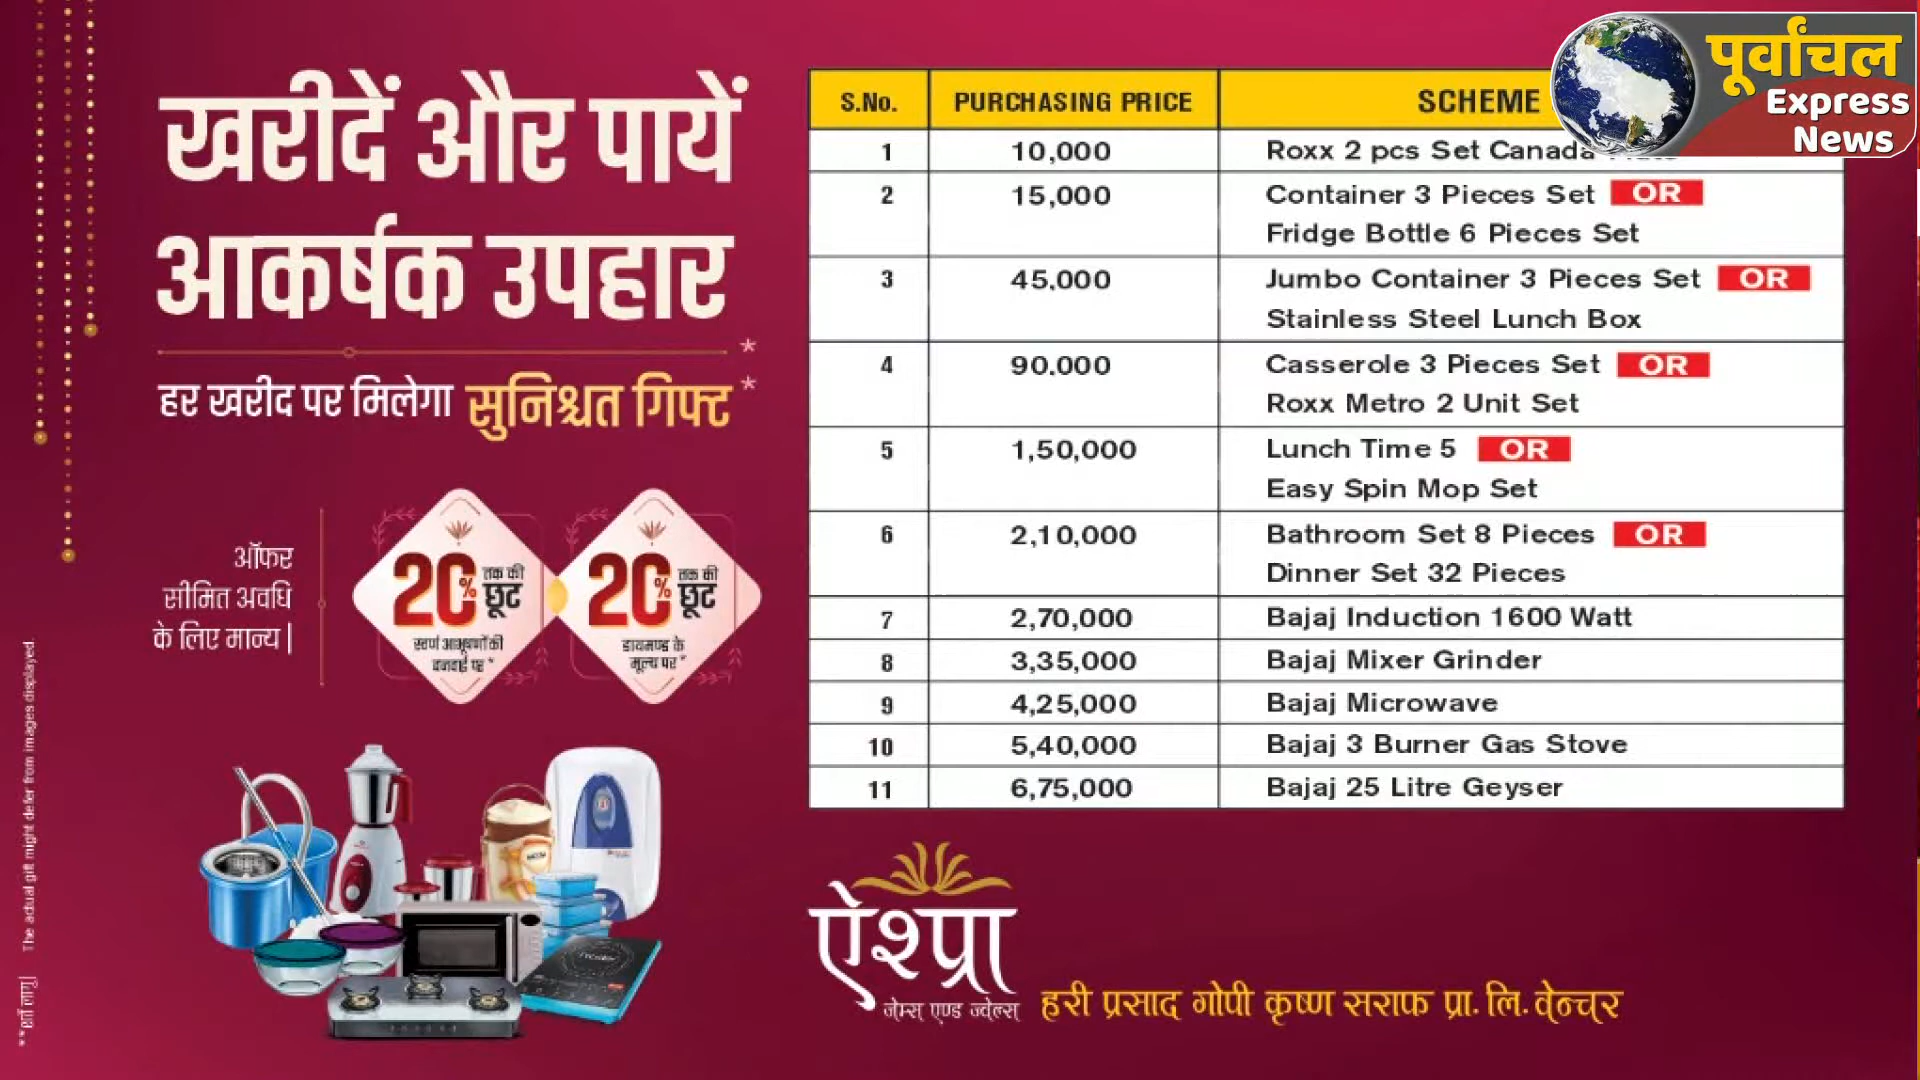 खरीदें और पायें
आकर्षक उपहार
*
हर खरीद पर मिलेगा सुनिश्चत गिफ्ट*
ऑफर
सीमित अवधि
के लिए मान्य |
20% तक की छूट
स्वर्ण आभूषणों की
बनवाई पर *
20% तक की छूट
डायमण्ड के
मूल्य पर *
**शर्तें लागू| The actual gift might defer from images displayed.
S.No. PURCHASING PRICE SCHEME
1 10,000 Roxx 2 pcs Set Canada
2 15,000 Container 3 Pieces Set OR
Fridge Bottle 6 Pieces Set
3 45,000 Jumbo Container 3 Pieces Set OR
Stainless Steel Lunch Box
4 90,000 Casserole 3 Pieces Set OR
Roxx Metro 2 Unit Set
5 1,50,000 Lunch Time 5 OR
Easy Spin Mop Set
6 2,10,000 Bathroom Set 8 Pieces OR
Dinner Set 32 Pieces
7 2,70,000 Bajaj Induction 1600 Watt
8 3,35,000 Bajaj Mixer Grinder
9 4,25,000 Bajaj Microwave
10 5,40,000 Bajaj 3 Burner Gas Stove
11 6,75,000 Bajaj 25 Litre Geyser
पूर्वांचल
Express
News
ऐश्प्रा
जेम्स् एण्ड ज्वेल्स्
हरी प्रसाद गोपी कृष्ण सराफ प्रा. लि. वेन्चर